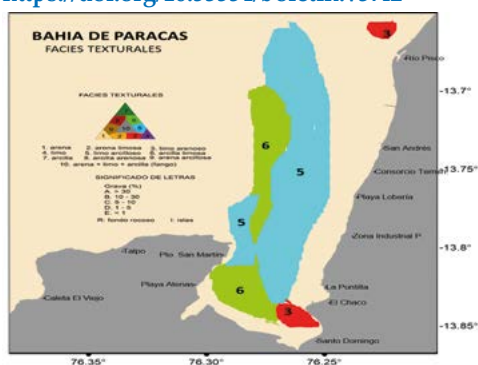 BAHIA DE PARACAS
FACIES TEXTURALES
FACIES TEXTURALES
1. arena 2. arena limosa 3. limo arenoso
4. limo 5. limo arcilloso 6. arcilla limosa
7. arcilla 8. arcilla arenosa 9. arena arcillosa
10. arena + limo + arcilla (fango)
SIGNIFICADO DE LETRAS
Grava (%)
A. > 30
B. 10 - 30
C. 5 - 10
D. 1 - 5
E. < 1
R: fondo rocoso I: islas
3
Río Pisco
-13.7°
6
San Andrés
5
Consorcio
-13.75°
Playa Lobería
5
Zona Industrial P
Talpo
Pto. San Martín
-13.8°
Playa Atenas
6
La Puntilla
Caleta El Viejo
3
El Chaco
-13.85°
Santo Domingo
76.35°
76.30°
76.25°